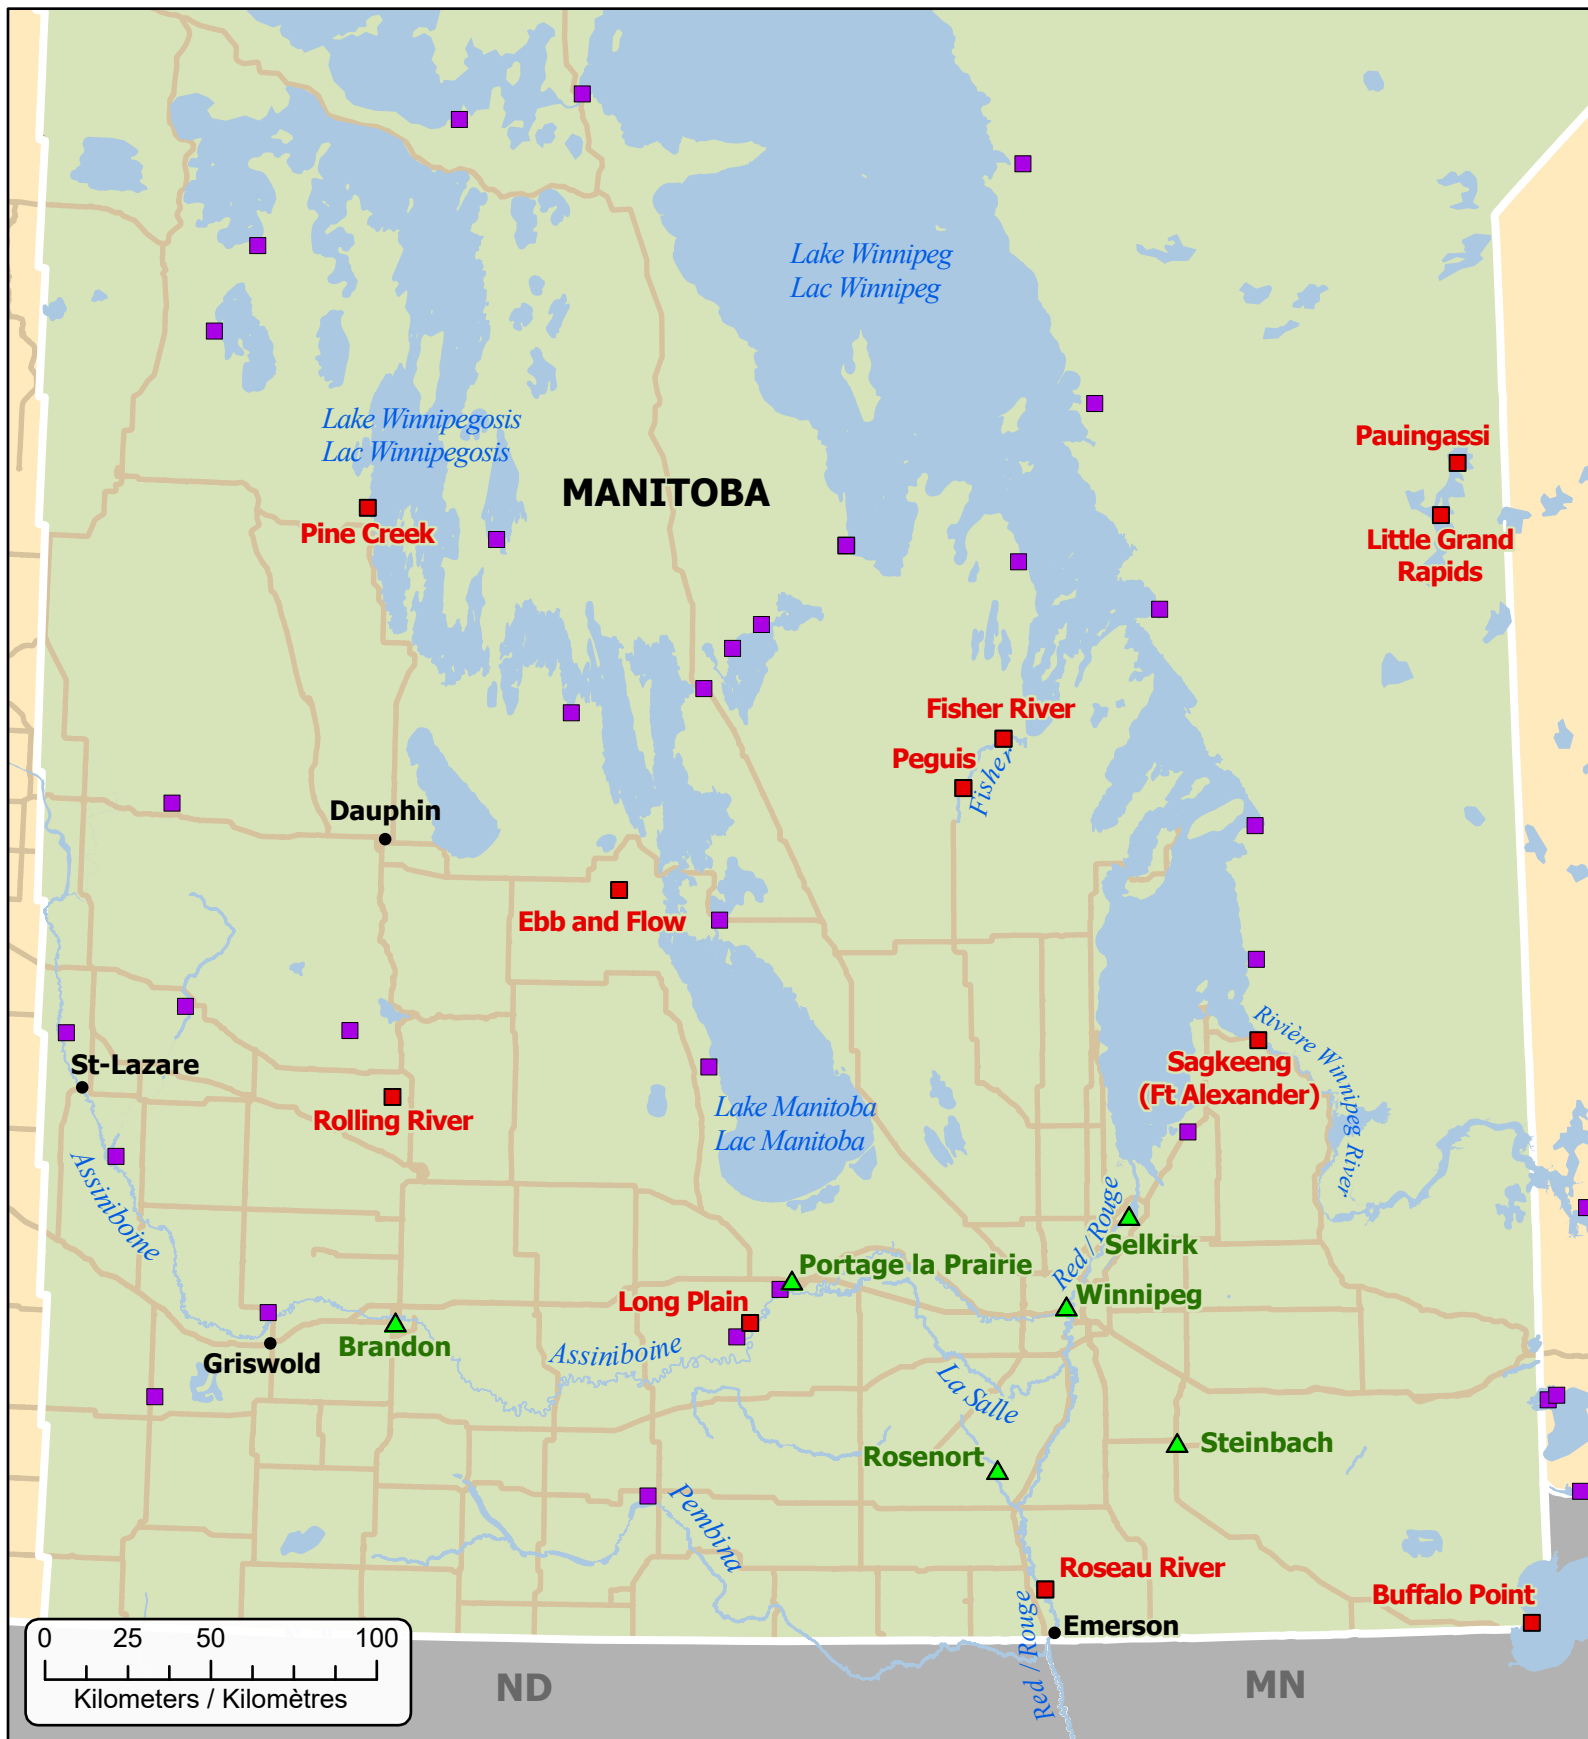 Lake Winnipeg
Lac Winnipeg
Lake Winnipegosis
Lac Winnipegosis
Pauingassi
MANITOBA
Pine Creek
Little Grand
Rapids
Fisher River
Peguis
Fisher
Dauphin
Ebb and Flow
Rivière Winnipeg River
St-Lazare
Sagkeeng
(Ft Alexander)
Rolling River
Lake Manitoba
Lac Manitoba
Assiniboine
Red / Rouge
Selkirk
Portage la Prairie
Winnipeg
Long Plain
Brandon
Griswold
Assiniboine
La Salle
Steinbach
Rosenort
Pembina
Roseau River
Buffalo Point
Red / Rouge
Emerson
0 25 50 100
Kilometers / Kilomètres
ND
MN